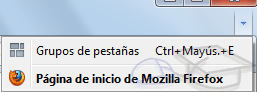 Grupos de pestañas Ctrl+Mayús.+E
Página de inicio de Mozilla Firefox